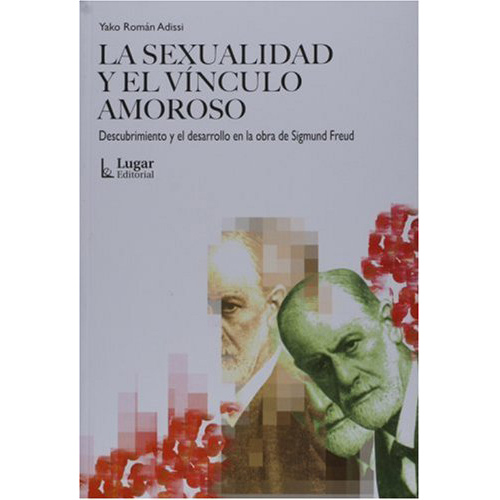 Yako Román Adissi
LA SEXUALIDAD
Y EL VÍNCULO
AMOROSO
Descubrimiento y el desarrollo en la obra de Sigmund Freud
L& Lugar
Editorial